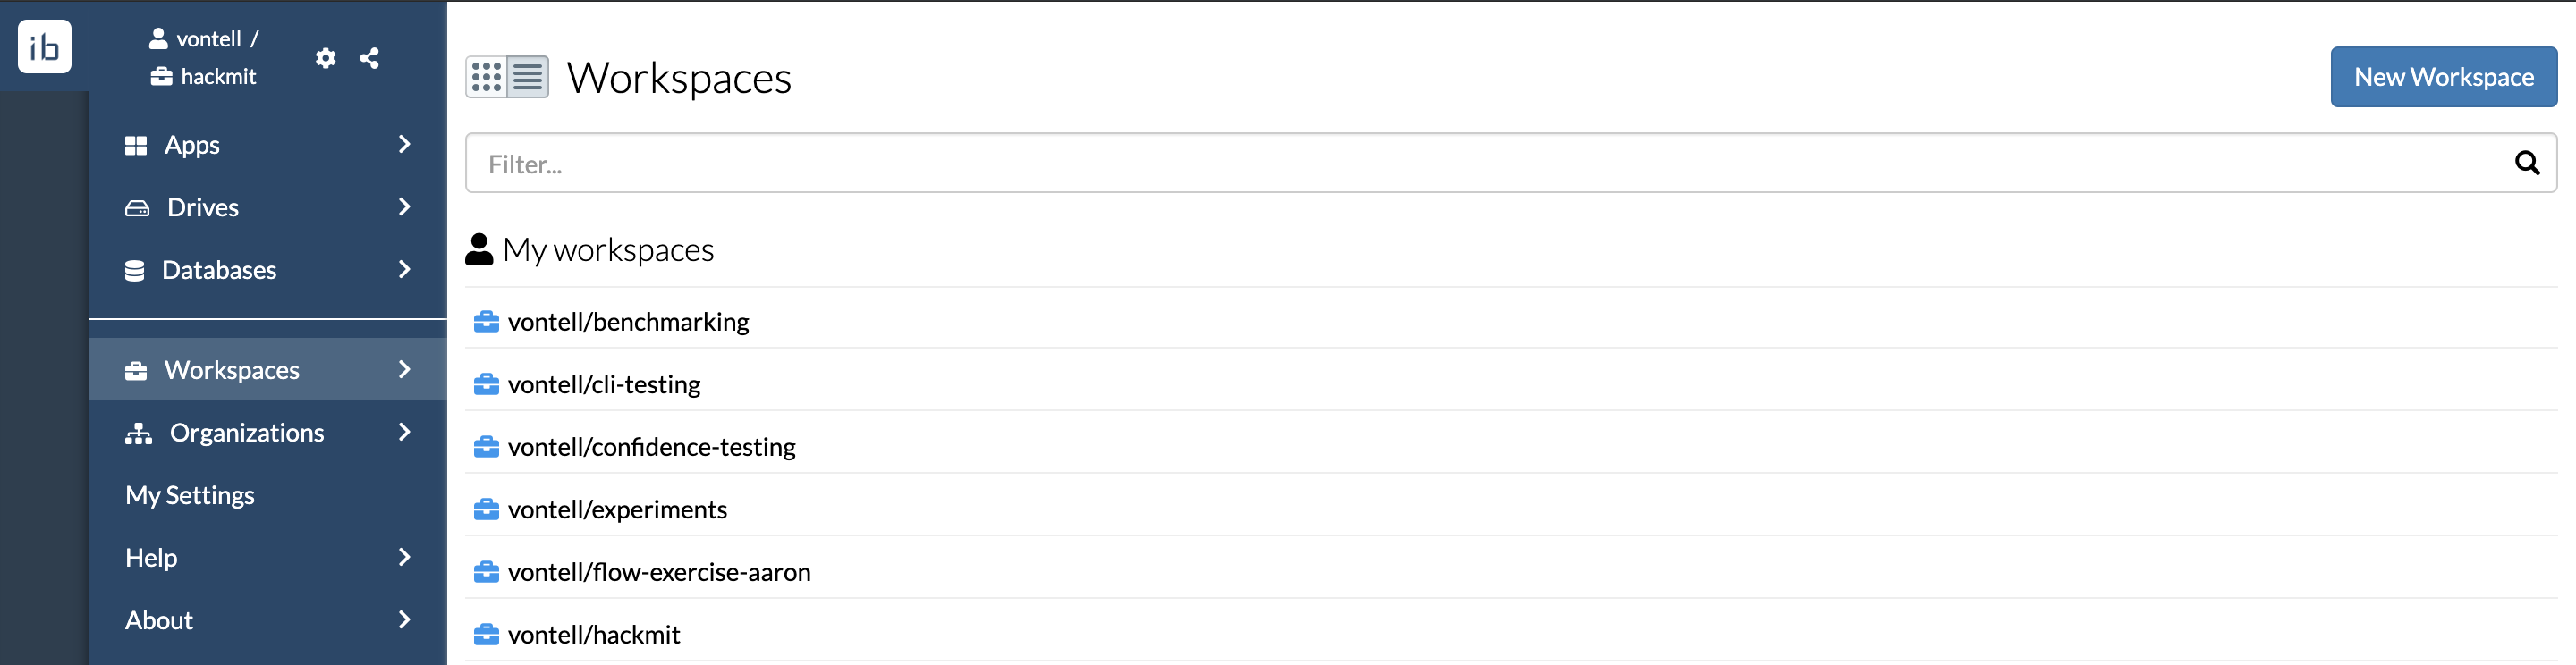 ib
vontell /
hackmit
Apps
Drives
Databases
Workspaces
Organizations
My Settings
Help
About
Workspaces
New Workspace
Filter...
My workspaces
vontell/benchmarking
vontell/cli-testing
vontell/confidence-testing
vontell/experiments
vontell/flow-exercise-aaron
vontell/hackmit